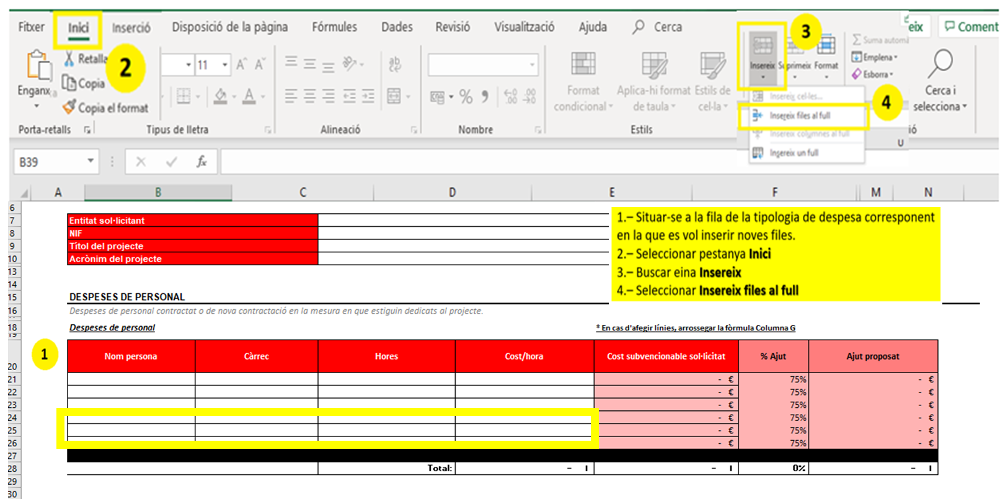 Fitxer Inici Inserció Disposició de la pàgina Fórmules Dades Revisió Visualització Ajuda Cerca eix Coment
2 3 4
Enganxa
Retalla
Copia
Copia el format
11
Format condicional
Aplica-hi format de taula
Estils de cel·la
Insereix Suprimeix Format
Suma automà
Emplena
Esborra
Cerca i selecciona
Insereix cel·les...
Insereix files al full
Insereix columnes al full
Insereix un full
Porta-retalls Tipus de lletra Alineació Nombre Estils ió
U
B39 fx
A B C D E F M N
6
7 Entitat sol·licitant
8 NIF
9 Títol del projecte
10 Acrònim del projecte
13
14
1.– Situar-se a la fila de la tipologia de despesa corresponent
en la que es vol inserir noves files.
2.– Seleccionar pestanya Inici
3.– Buscar eina Insereix
4.– Seleccionar Insereix files al full
15 DESPESES DE PERSONAL
16 Despeses de personal contractat o de nova contractació en la mesura en que estiguin dedicats al projecte.
18 Despeses de personal * En cas d'afegir línies, arrossegar la fòrmula Columna G
19
1
20 Nom persona Càrrec Hores Cost/hora Cost subvencionable sol·licitat % Ajut Ajut proposat
21 - € 75% - €
22 - € 75% - €
23 - € 75% - €
24 - € 75% - €
25 - € 75% - €
26 - € 75% - €
27
28 Total: - - 0% -
29
30